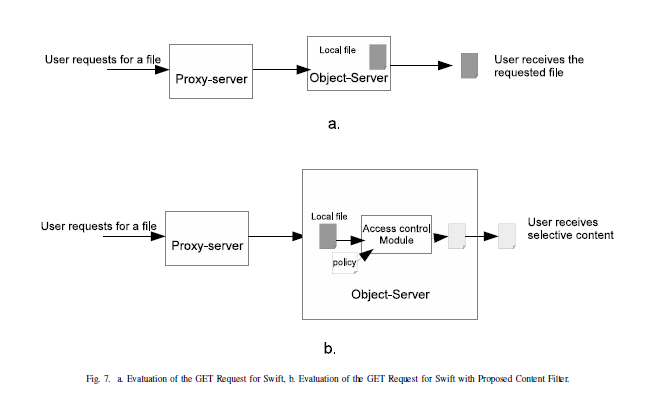 User requests for a file
Proxy-server
Local file
Object-Server
User receives the
requested file
a.
User requests for a file
Proxy-server
Local file
policy
Access control
Module
Object-Server
User receives
selective content
b.
Fig. 7. a. Evaluation of the GET Request for Swift, b. Evaluation of the GET Request for Swift with Proposed Content Filter.